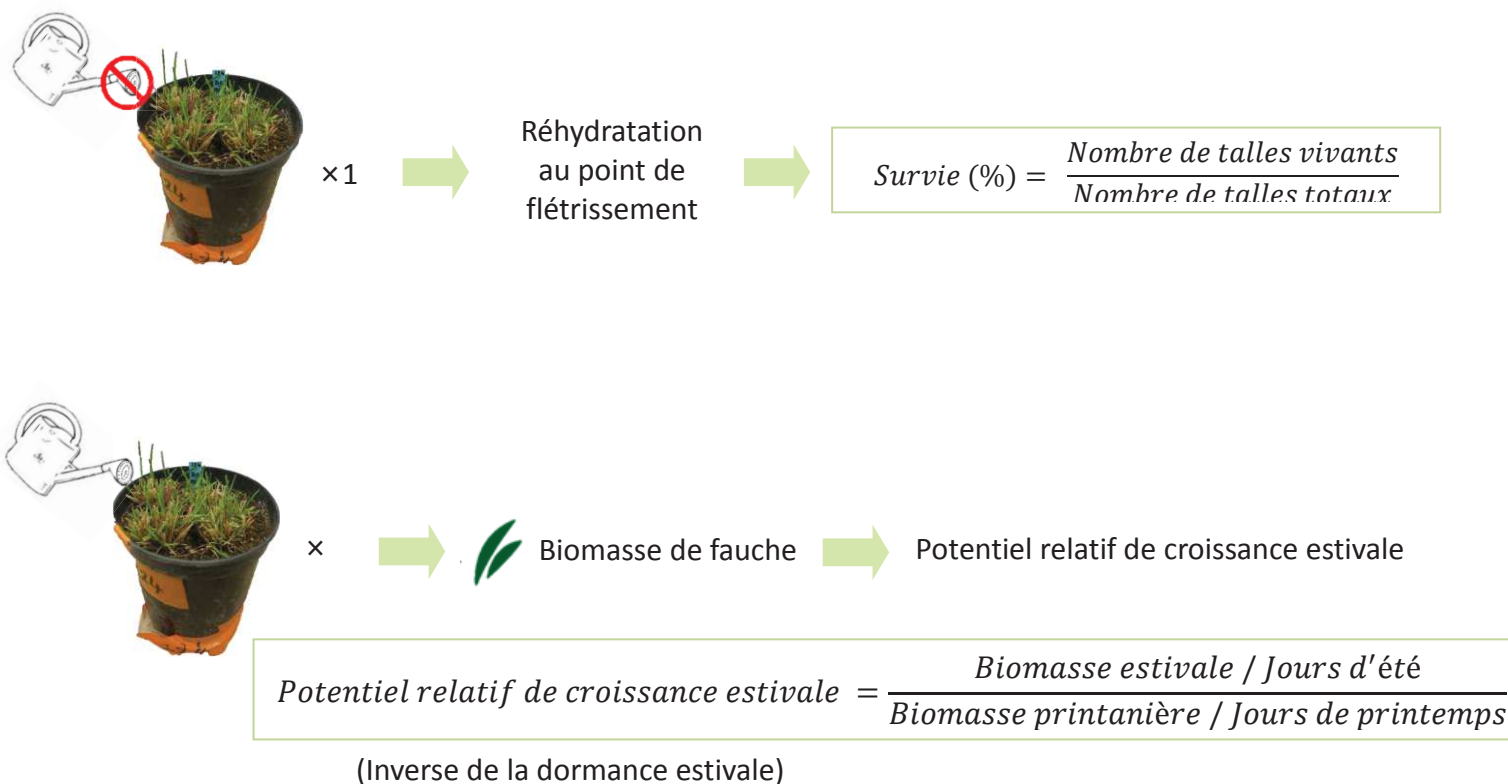 ×1
Réhydratation
au point de
flétrissement
Survie (%) = Nombre de talles vivants / Nombre de talles totaux
×
Biomasse de fauche
Potentiel relatif de croissance estivale
Potentiel relatif de croissance estivale = Biomasse estivale / Jours d'été
Biomasse printanière / Jours de printemps
(Inverse de la dormance estivale)